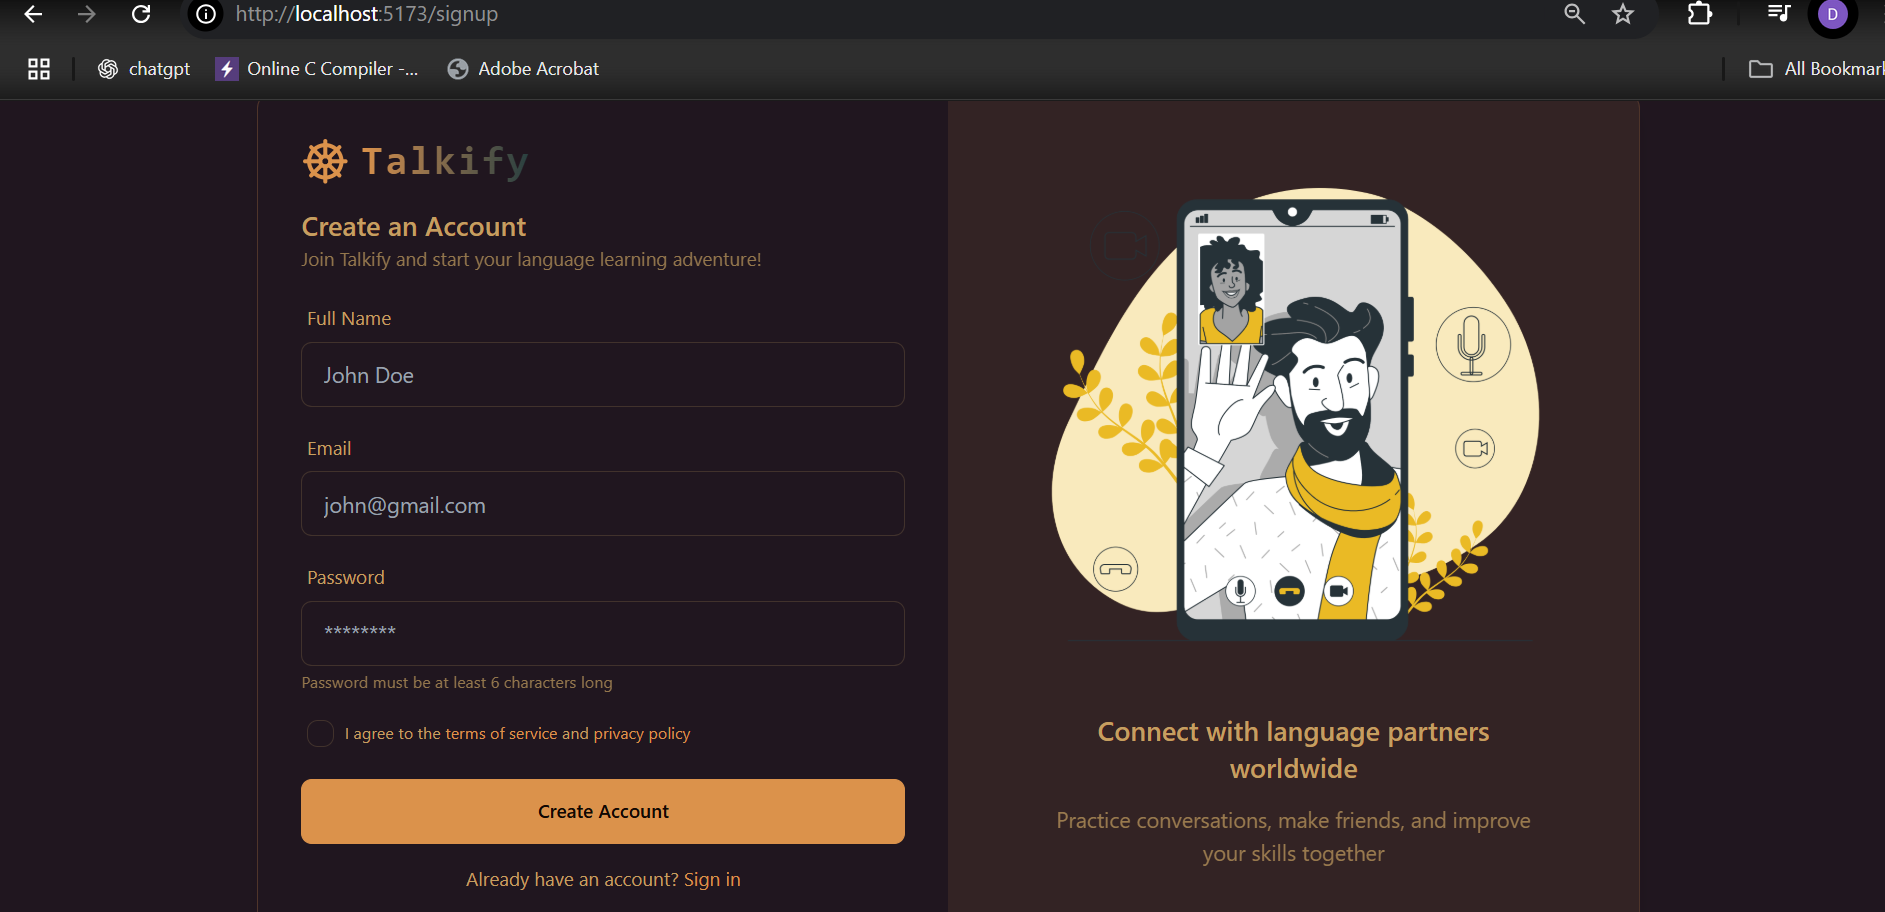 http://localhost:5173/signup
D
chatgpt
Online C Compiler -...
Adobe Acrobat
All Bookmark
Talkify
Create an Account
Join Talkify and start your language learning adventure!
Full Name
John Doe
Email
john@gmail.com
Password
********
Password must be at least 6 characters long
I agree to the terms of service and privacy policy
Create Account
Already have an account? Sign in
Connect with language partners
worldwide
Practice conversations, make friends, and improve
your skills together